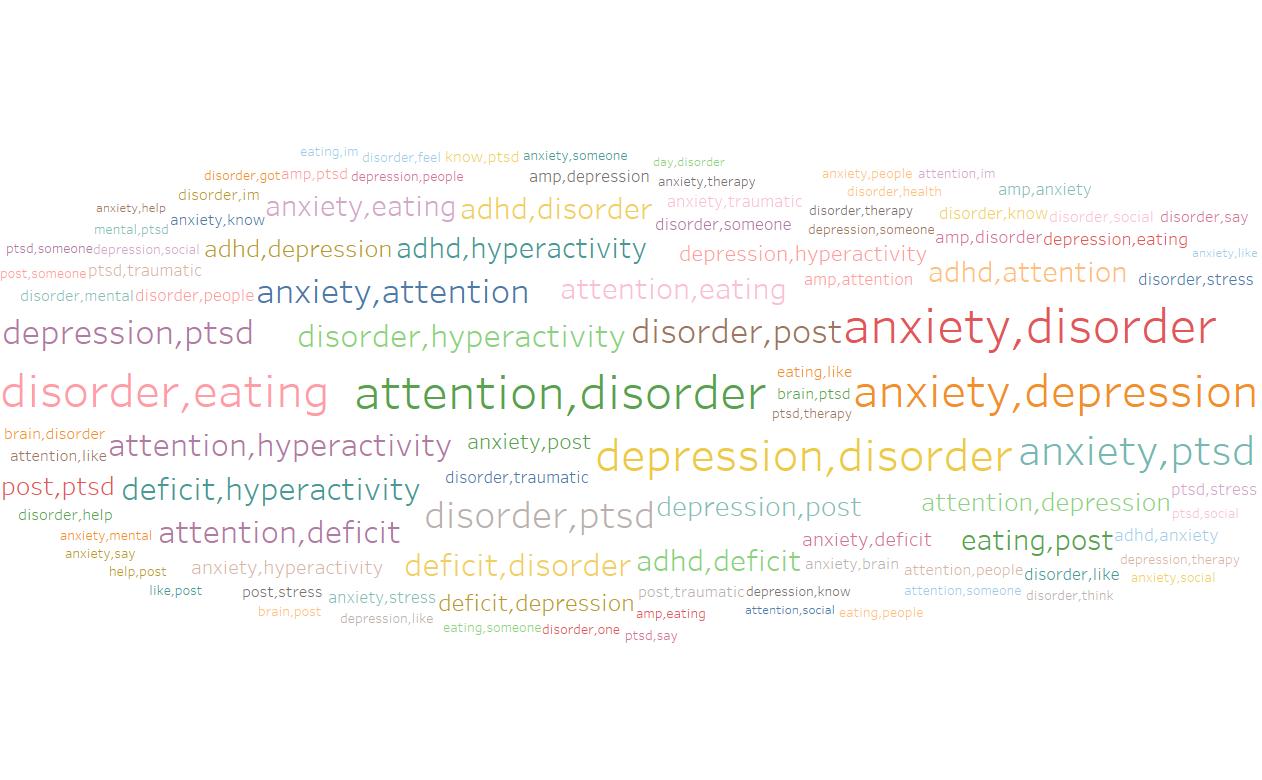 eating,im disorder,feel know,ptsd anxiety,someone day,disorder
disorder,got amp,ptsd depression,people amp,depression anxiety,therapy anxiety,people attention,im
disorder,im disorder,health amp,anxiety
anxiety,help anxiety,know anxiety,eating adhd,disorder anxiety,traumatic disorder,therapy disorder,know disorder,social disorder,say
mental,ptsd disorder,someone depression,someone amp,disorder depression,eating
ptsd,someone depression,social adhd,depression adhd,hyperactivity depression,hyperactivity anxiety,like
post,someone ptsd,traumatic amp,attention adhd,attention disorder,stress
disorder,mental disorder,people anxiety,attention attention,eating
depression,ptsd disorder,hyperactivity disorder,post anxiety,disorder
eating,like
disorder,eating attention,disorder brain,ptsd anxiety,depression
ptsd,therapy
brain,disorder attention,hyperactivity anxiety,post depression,disorder anxiety,ptsd
attention,like
post,ptsd deficit,hyperactivity disorder,traumatic ptsd,stress
disorder,help disorder,ptsd depression,post attention,depression ptsd,social
anxiety,mental attention,deficit anxiety,deficit eating,post adhd,anxiety
anxiety,say depression,therapy
help,post anxiety,hyperactivity deficit,disorder adhd,deficit anxiety,brain attention,people disorder,like anxiety,social
like,post post,stress anxiety,stress post,traumatic depression,know attention,someone disorder,think
brain,post depression,like deficit,depression amp,eating attention,social eating,people
eating,someone disorder,one ptsd,say